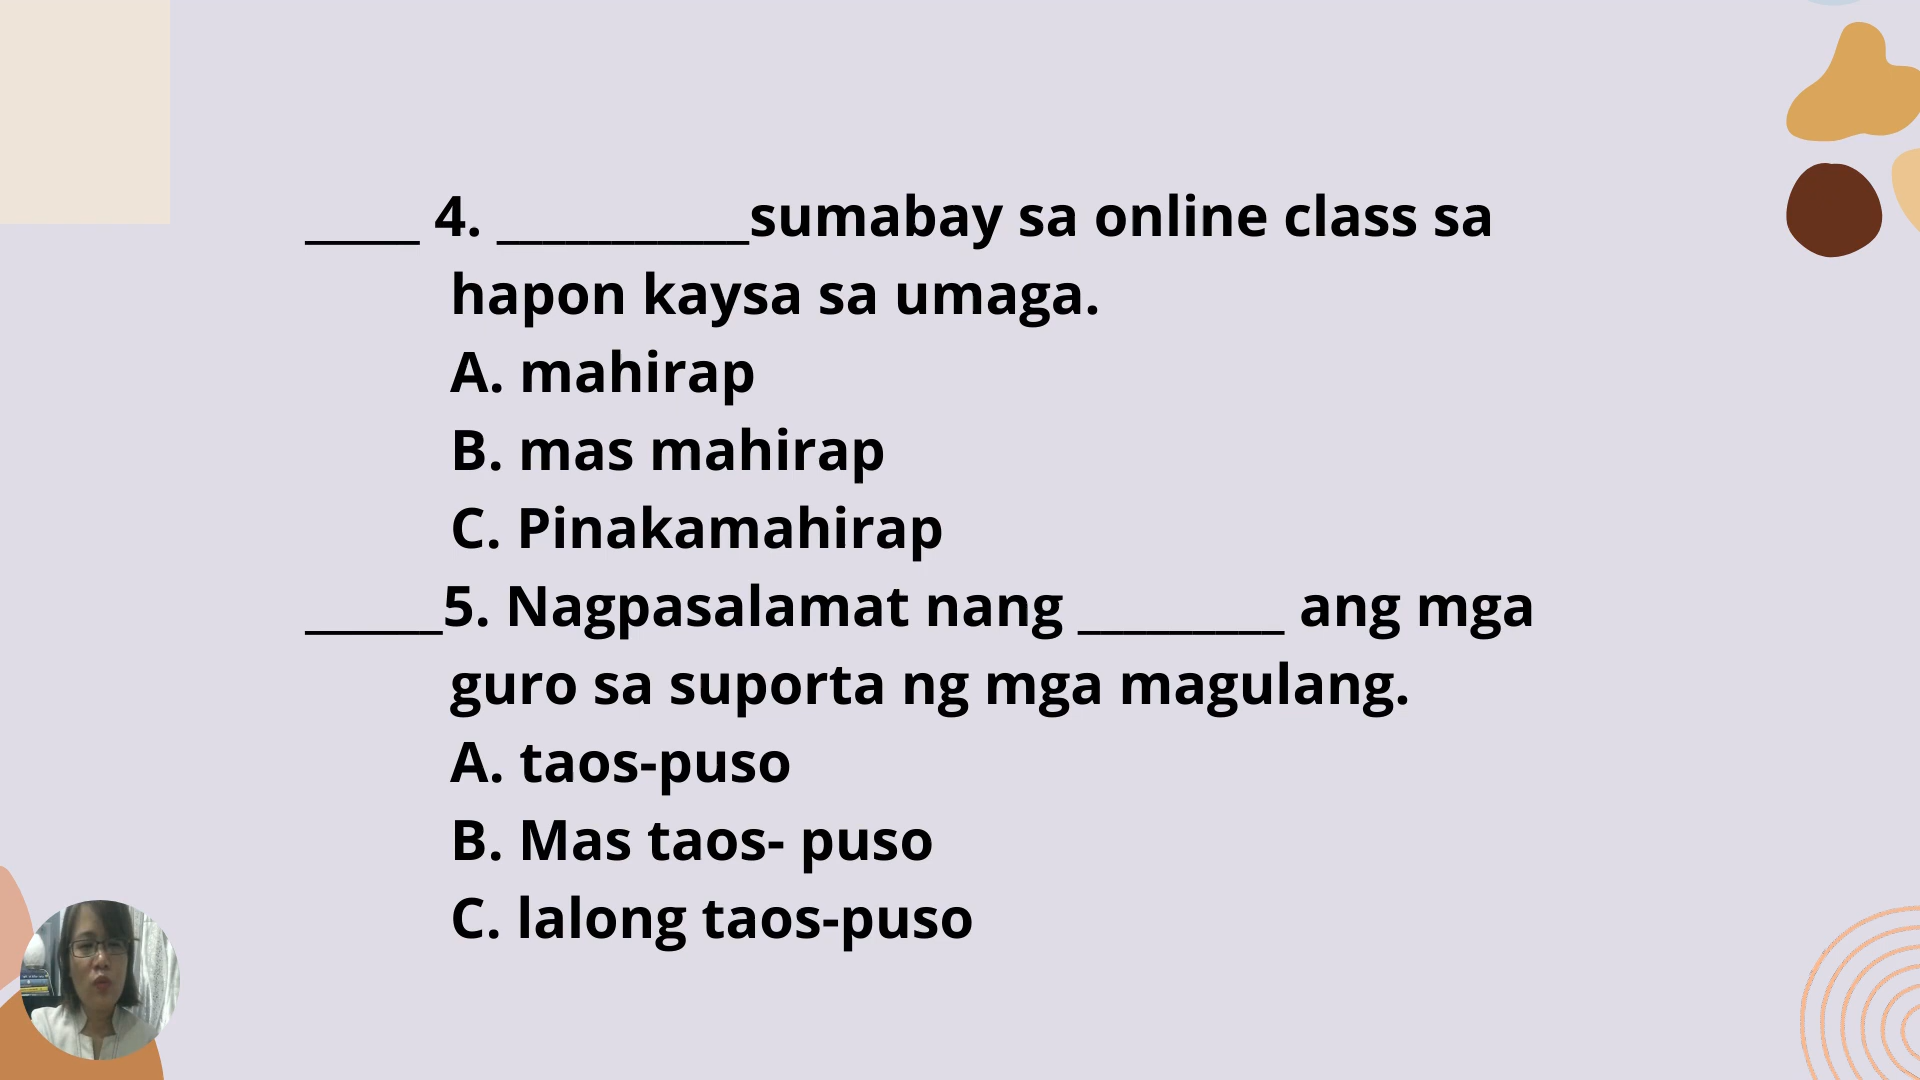 _____ 4. ___________sumabay sa online class sa
hapon kaysa sa umaga.
A. mahirap
B. mas mahirap
C. Pinakamahirap
______5. Nagpasalamat nang _________ ang mga
guro sa suporta ng mga magulang.
A. taos-puso
B. Mas taos- puso
C. lalong taos-puso